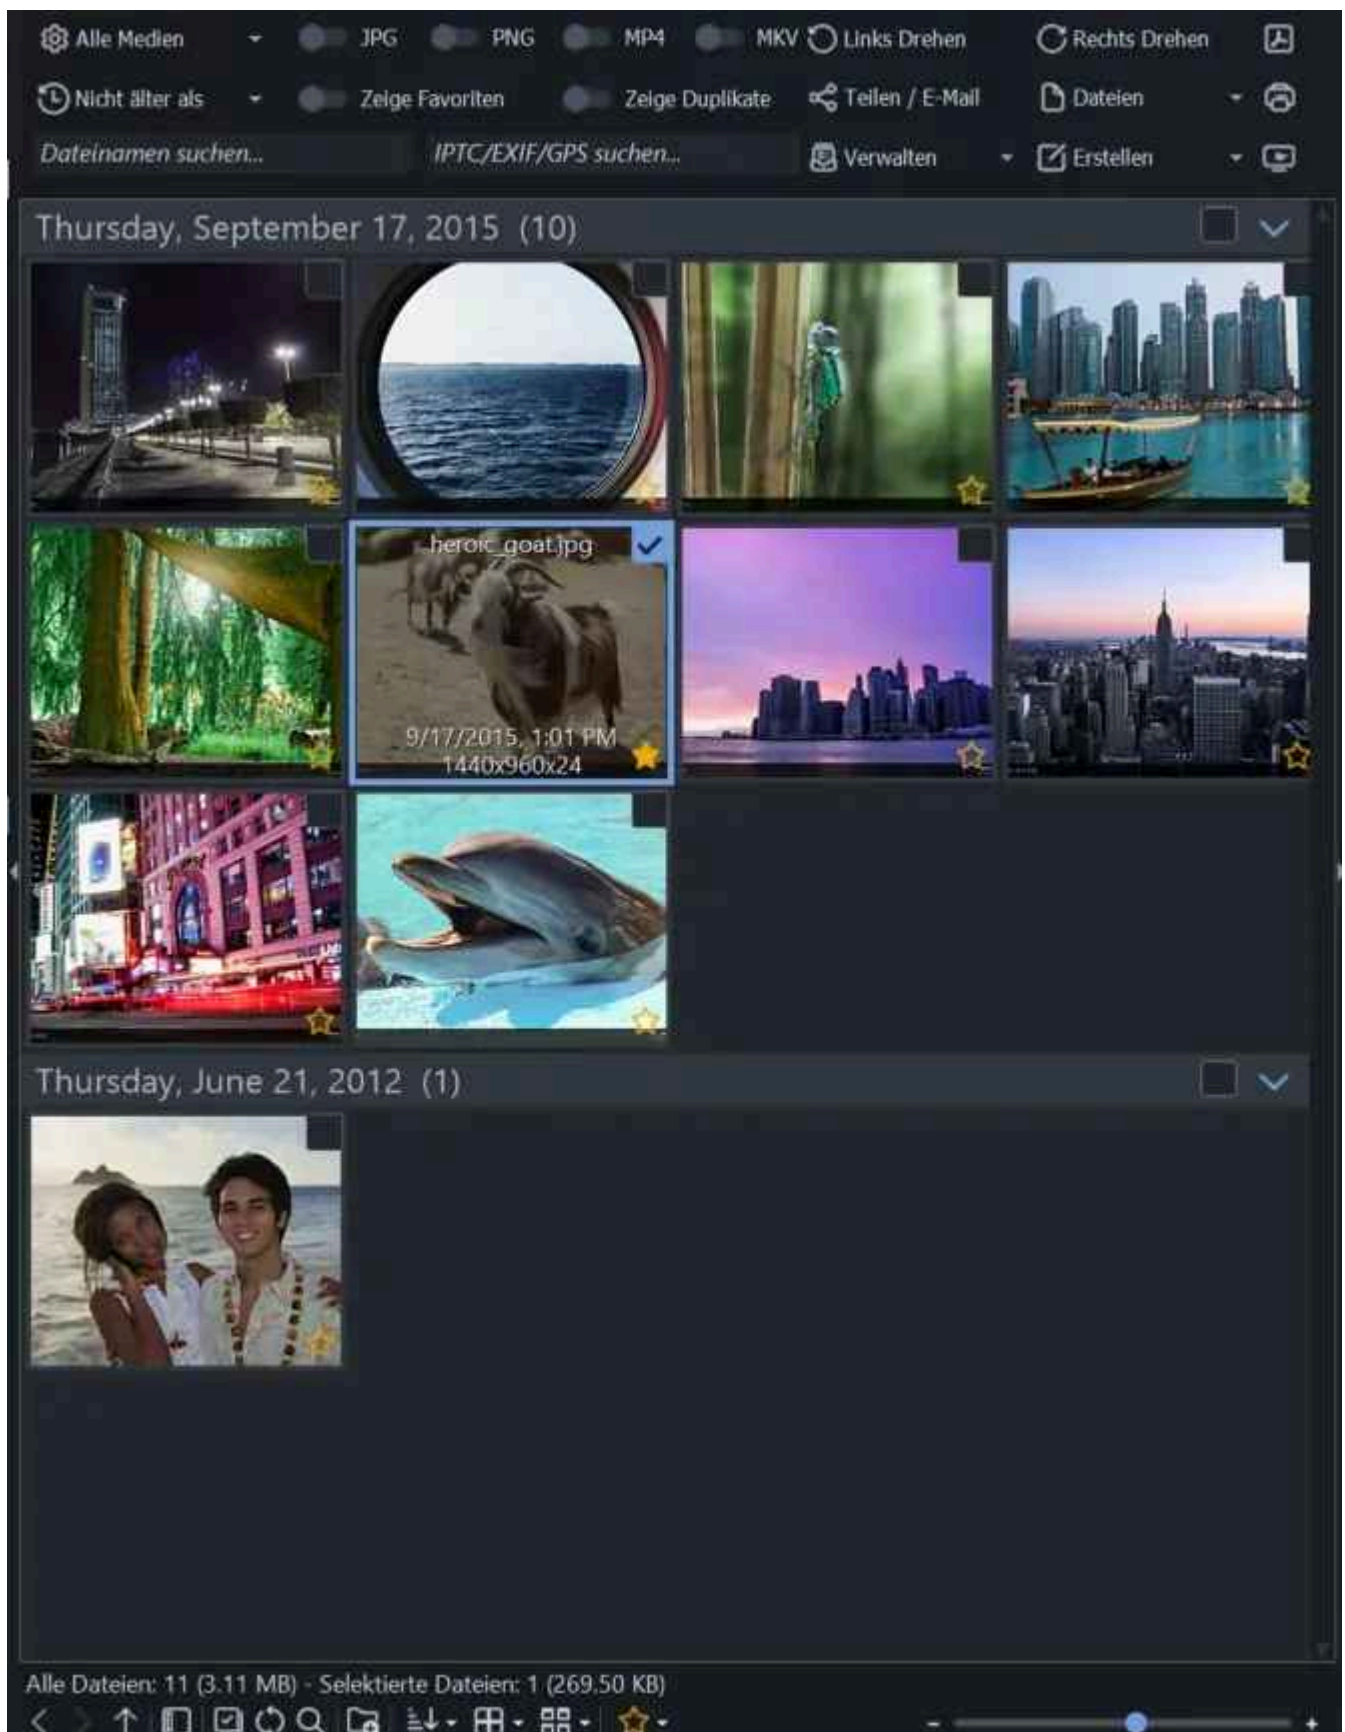 Alle Medien JPG PNG MP4 MKV Links Drehen Rechts Drehen
Nicht älter als Zeige Favoriten Zeige Duplikate Teilen / E-Mail Dateien
Dateinamen suchen... IPTC/EXIF/GPS suchen... Verwalten Erstellen
Thursday, September 17, 2015 (10)
heroic_goat.jpg
9/17/2015, 1:01 PM
1440x960x24
Thursday, June 21, 2012 (1)
Alle Dateien: 11 (3.11 MB) - Selektierte Dateien: 1 (269.50 KB)